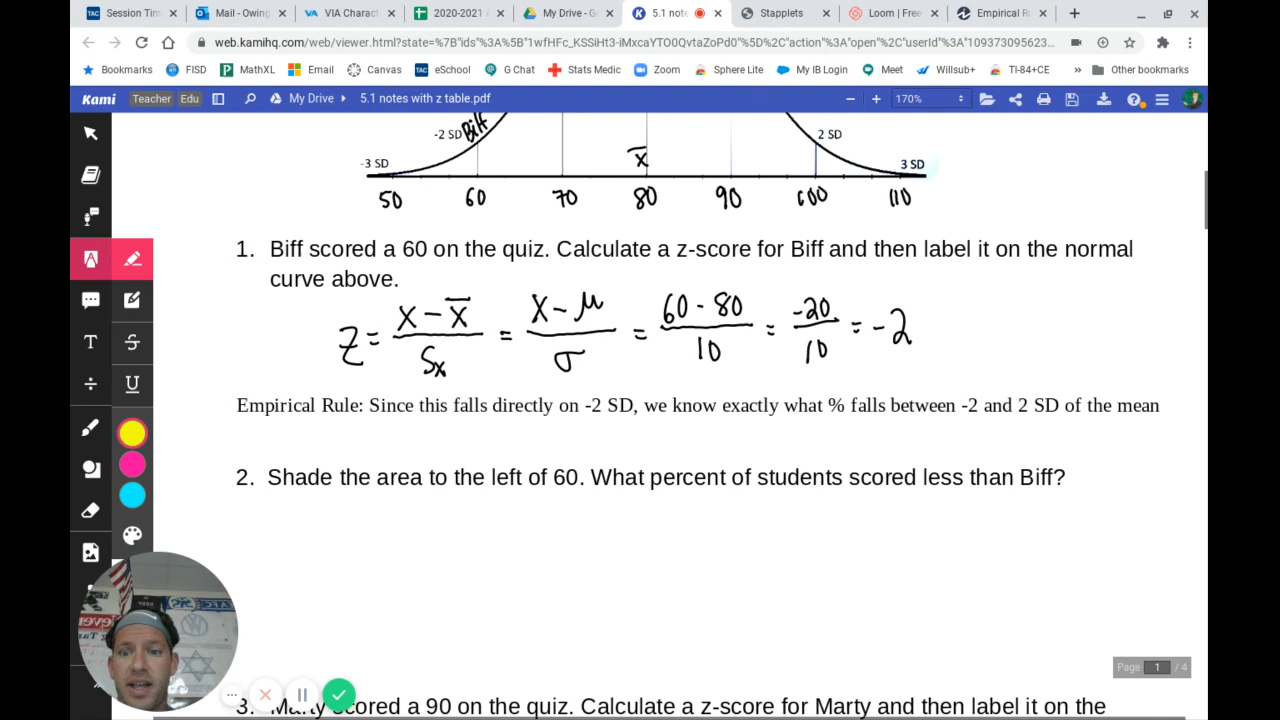 Session Tim
Mail - Owing
VIA Charact
2020-2021 A
My Drive - Go
5.1 note
Stapplets
Loom | Free
Empirical Ru
web.kamihq.com/web/viewer.html?state=%7B"ids"%3A%5B"1wfHFc_KSSiHt3-iMxcaYTO0QvtaZoPd0"%5D%2C"action"%3A"open"%2C"userId"%3A"109373095623...
Bookmarks FISD MathXL Email Canvas eSchool G Chat Stats Medic Zoom Sphere Lite My IB Login Meet Willsub+ TI-84+CE » Other bookmarks
Kami Teacher Edu My Drive 5.1 notes with z table.pdf 170%
-2 SD Biff 2 SD
-3 SD x̄ 3 SD
50 60 70 80 90 600 110
1. Biff scored a 60 on the quiz. Calculate a z-score for Biff and then label it on the normal
curve above.
Z = (X - x̄)/Sx = (X - μ)/σ = (60 - 80)/10 = -20/10 = -2
Empirical Rule: Since this falls directly on -2 SD, we know exactly what % falls between -2 and 2 SD of the mean
2. Shade the area to the left of 60. What percent of students scored less than Biff?
Page 1 / 4
3. Marty scored a 90 on the quiz. Calculate a z-score for Marty and then label it on the